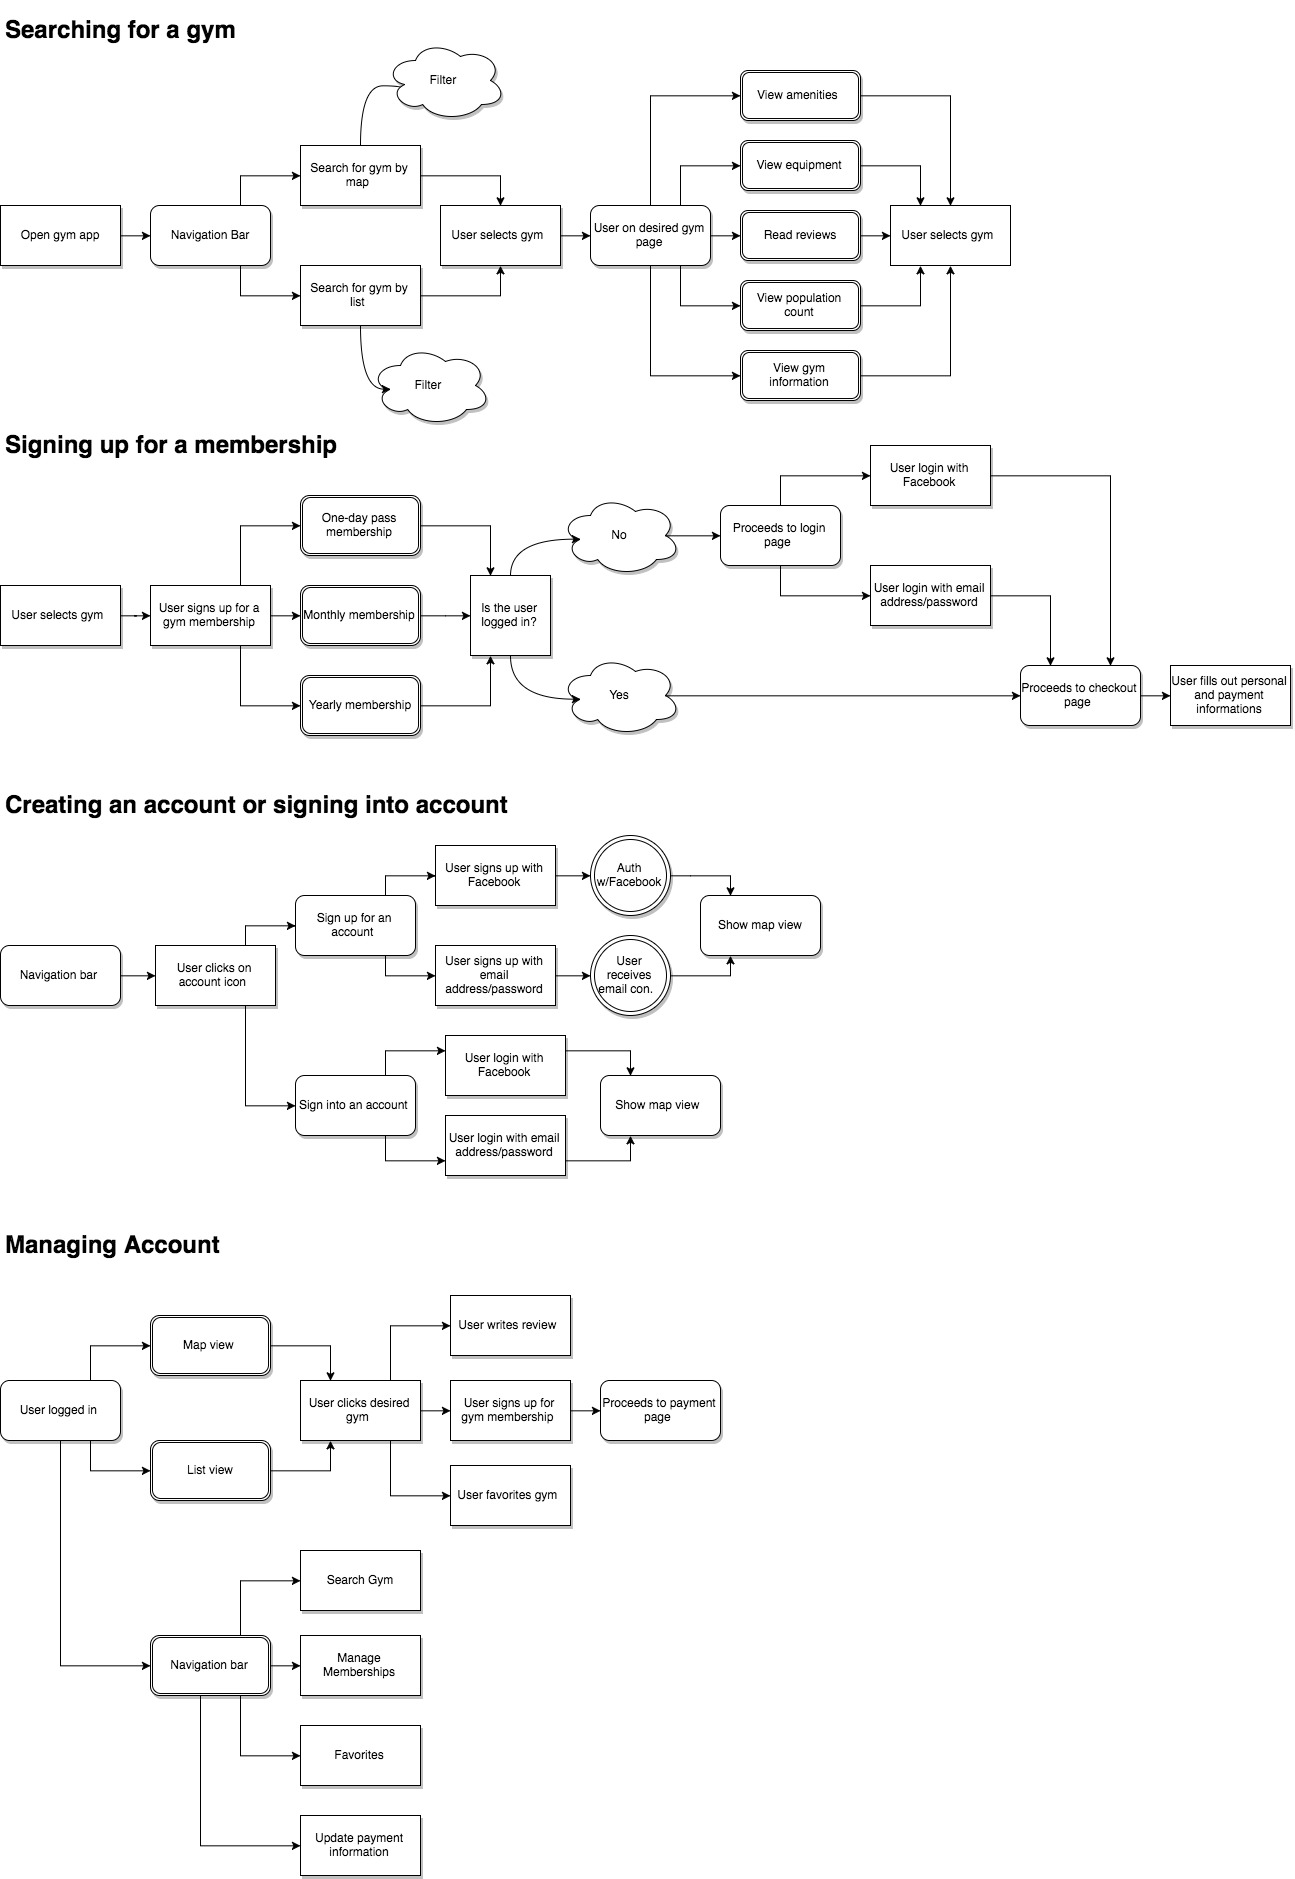 Searching for a gym
Filter
View amenities
Search for gym by
map
View equipment
Open gym app
Navigation Bar
User selects gym
User on desired gym
page
Read reviews
User selects gym
Search for gym by
list
View population
count
Filter
View gym
information
Signing up for a membership
User login with
Facebook
One-day pass
membership
No
Proceeds to login
page
User selects gym
User signs up for a
gym membership
Monthly membership
Is the user
logged in?
User login with email
address/password
Yearly membership
Yes
Proceeds to checkout
page
User fills out personal
and payment
informations
Creating an account or signing into account
User signs up with
Facebook
Auth
w/Facebook
Sign up for an
account
Show map view
Navigation bar
User clicks on
account icon
User signs up with
email
address/password
User
receives
email con.
User login with
Facebook
Sign into an account
Show map view
User login with email
address/password
Managing Account
User writes review
Map view
User logged in
User clicks desired
gym
User signs up for
gym membership
Proceeds to payment
page
List view
User favorites gym
Search Gym
Navigation bar
Manage
Memberships
Favorites
Update payment
information